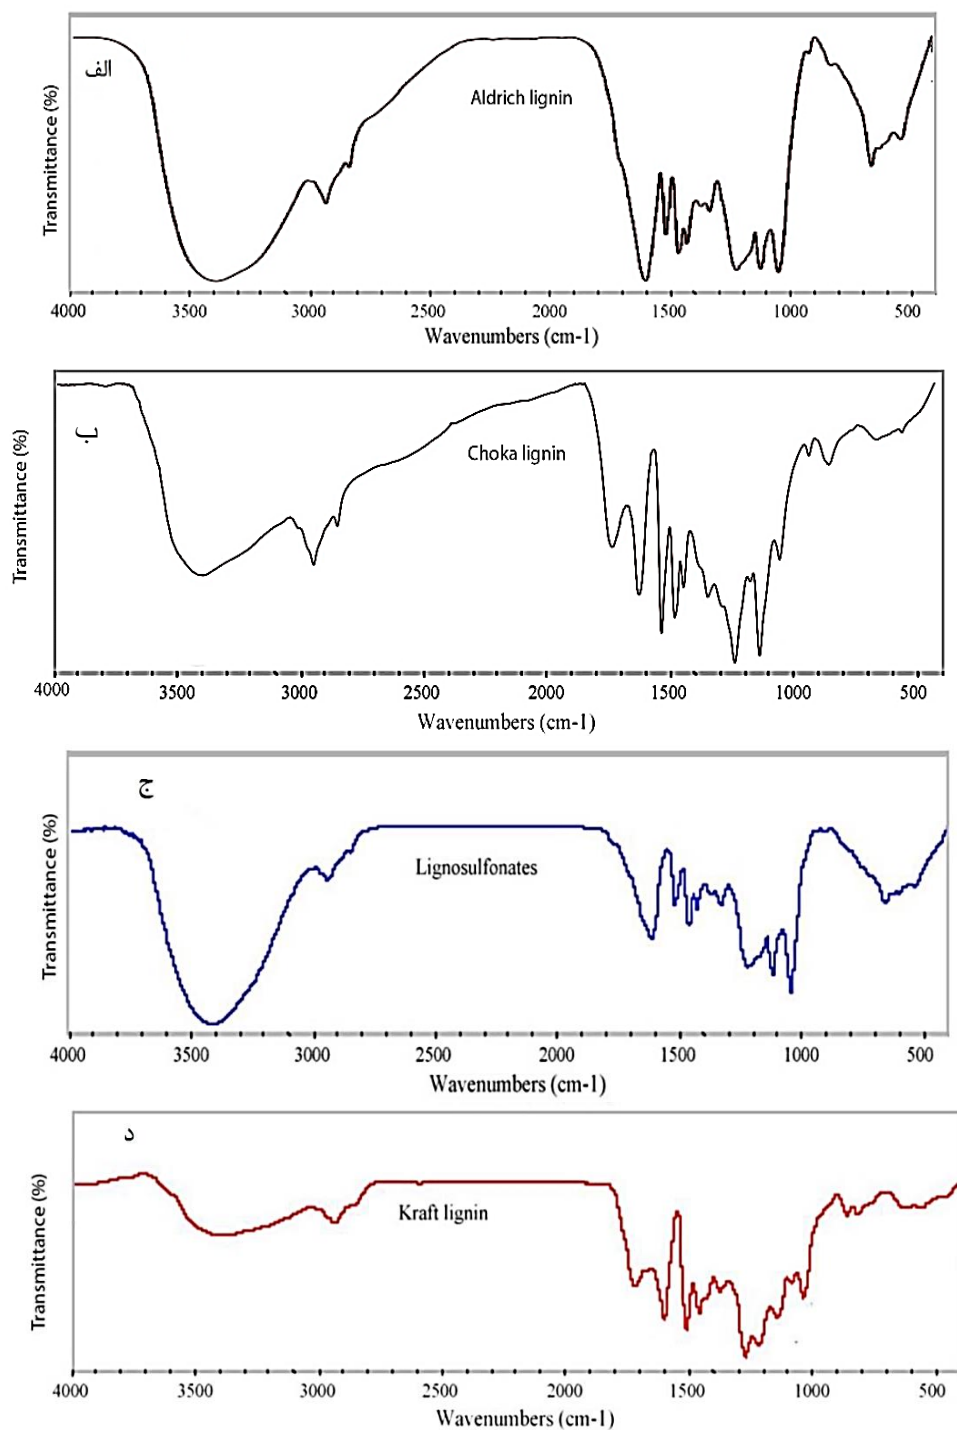 الف
Aldrich lignin
Transmittance (%)
4000 3500 3000 2500 2000 1500 1000 500
Wavenumbers (cm-1)
ب
Choka lignin
Transmittance (%)
4000 3500 3000 2500 2000 1500 1000 500
Wavenumbers (cm-1)
ج
Lignosulfonates
Transmittance (%)
4000 3500 3000 2500 2000 1500 1000 500
Wavenumbers (cm-1)
د
Kraft lignin
Transmittance (%)
4000 3500 3000 2500 2000 1500 1000 500
Wavenumbers (cm-1)